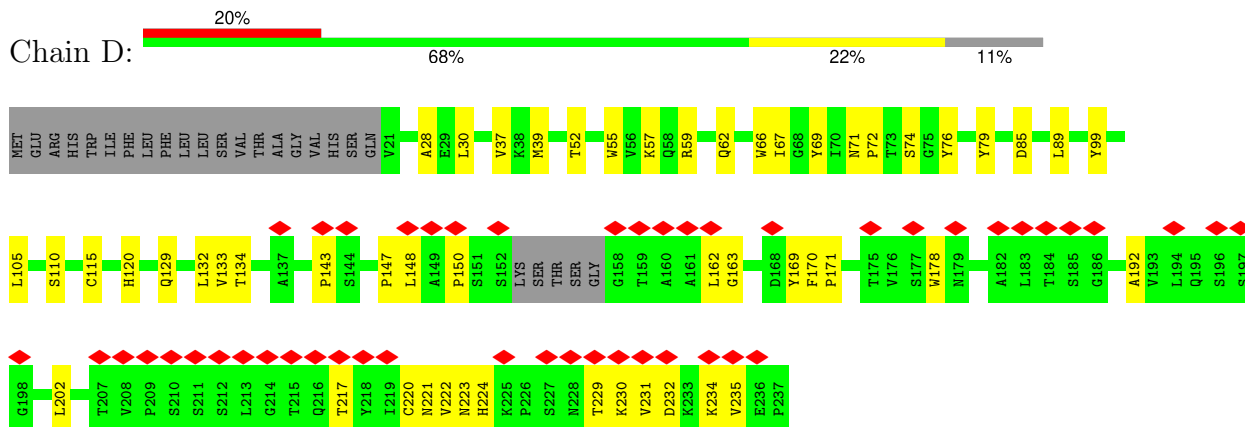 20%
Chain D:
68% 22% 11%
MET GLU ARG HIS TRP ILE PHE LEU PHE LEU LEU SER VAL THR ALA GLY VAL HIS SER GLN V21 A28 E29 L30 V37 K38 M39 T52 W55 V56 K57 Q58 R59 Q62 W66 I67 G68 Y69 I70 N71 P72 T73 S74 G75 Y76 Y79 D85 L89 Y99
L105 S110 C115 H120 Q129 L132 V133 T134 A137 P143 S144 P147 L148 A149 P150 S151 S152 LYS SER THR SER GLY G158 T159 A160 A161 L162 G163 D168 Y169 F170 P171 T175 V176 S177 W178 N179 A182 L183 T184 S185 G186 A192 V193 L194 Q195 S196 S197
G198 L202 T207 V208 P209 S210 S211 S212 L213 G214 T215 Q216 T217 Y218 I219 C220 N221 V222 N223 H224 K225 P226 S227 N228 T229 K230 V231 D232 K233 K234 V235 E236 P237